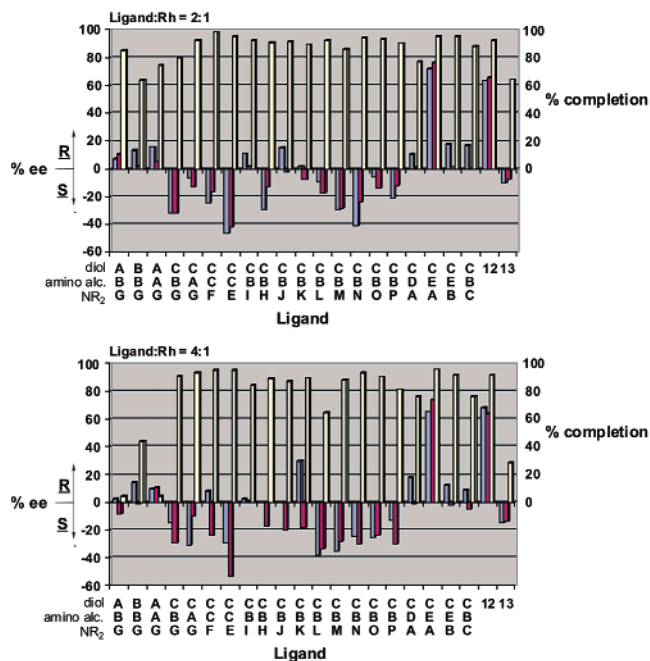 Ligand:Rh = 2:1
100 100
80 80
60 60
40 40
20 20
0 0
-20
-40
-60
% ee
R
S
% completion
diol A B A C C C C C C C C C C C C C C C C C 12 13
amino alc. B B A B A C C B B B B B B B B B D E E B
NR2 G G G G G F E I H J K L M N O P A A B C
Ligand
Ligand:Rh = 4:1
100 100
80 80
60 60
40 40
20 20
0 0
-20
-40
-60
% ee
R
S
% completion
diol A B A C C C C C C C C C C C C C C C C C 12 13
amino alc. B B A B A C C B B B B B B B B B D E E B
NR2 G G G G G F E I H J K L M N O P A A B C
Ligand